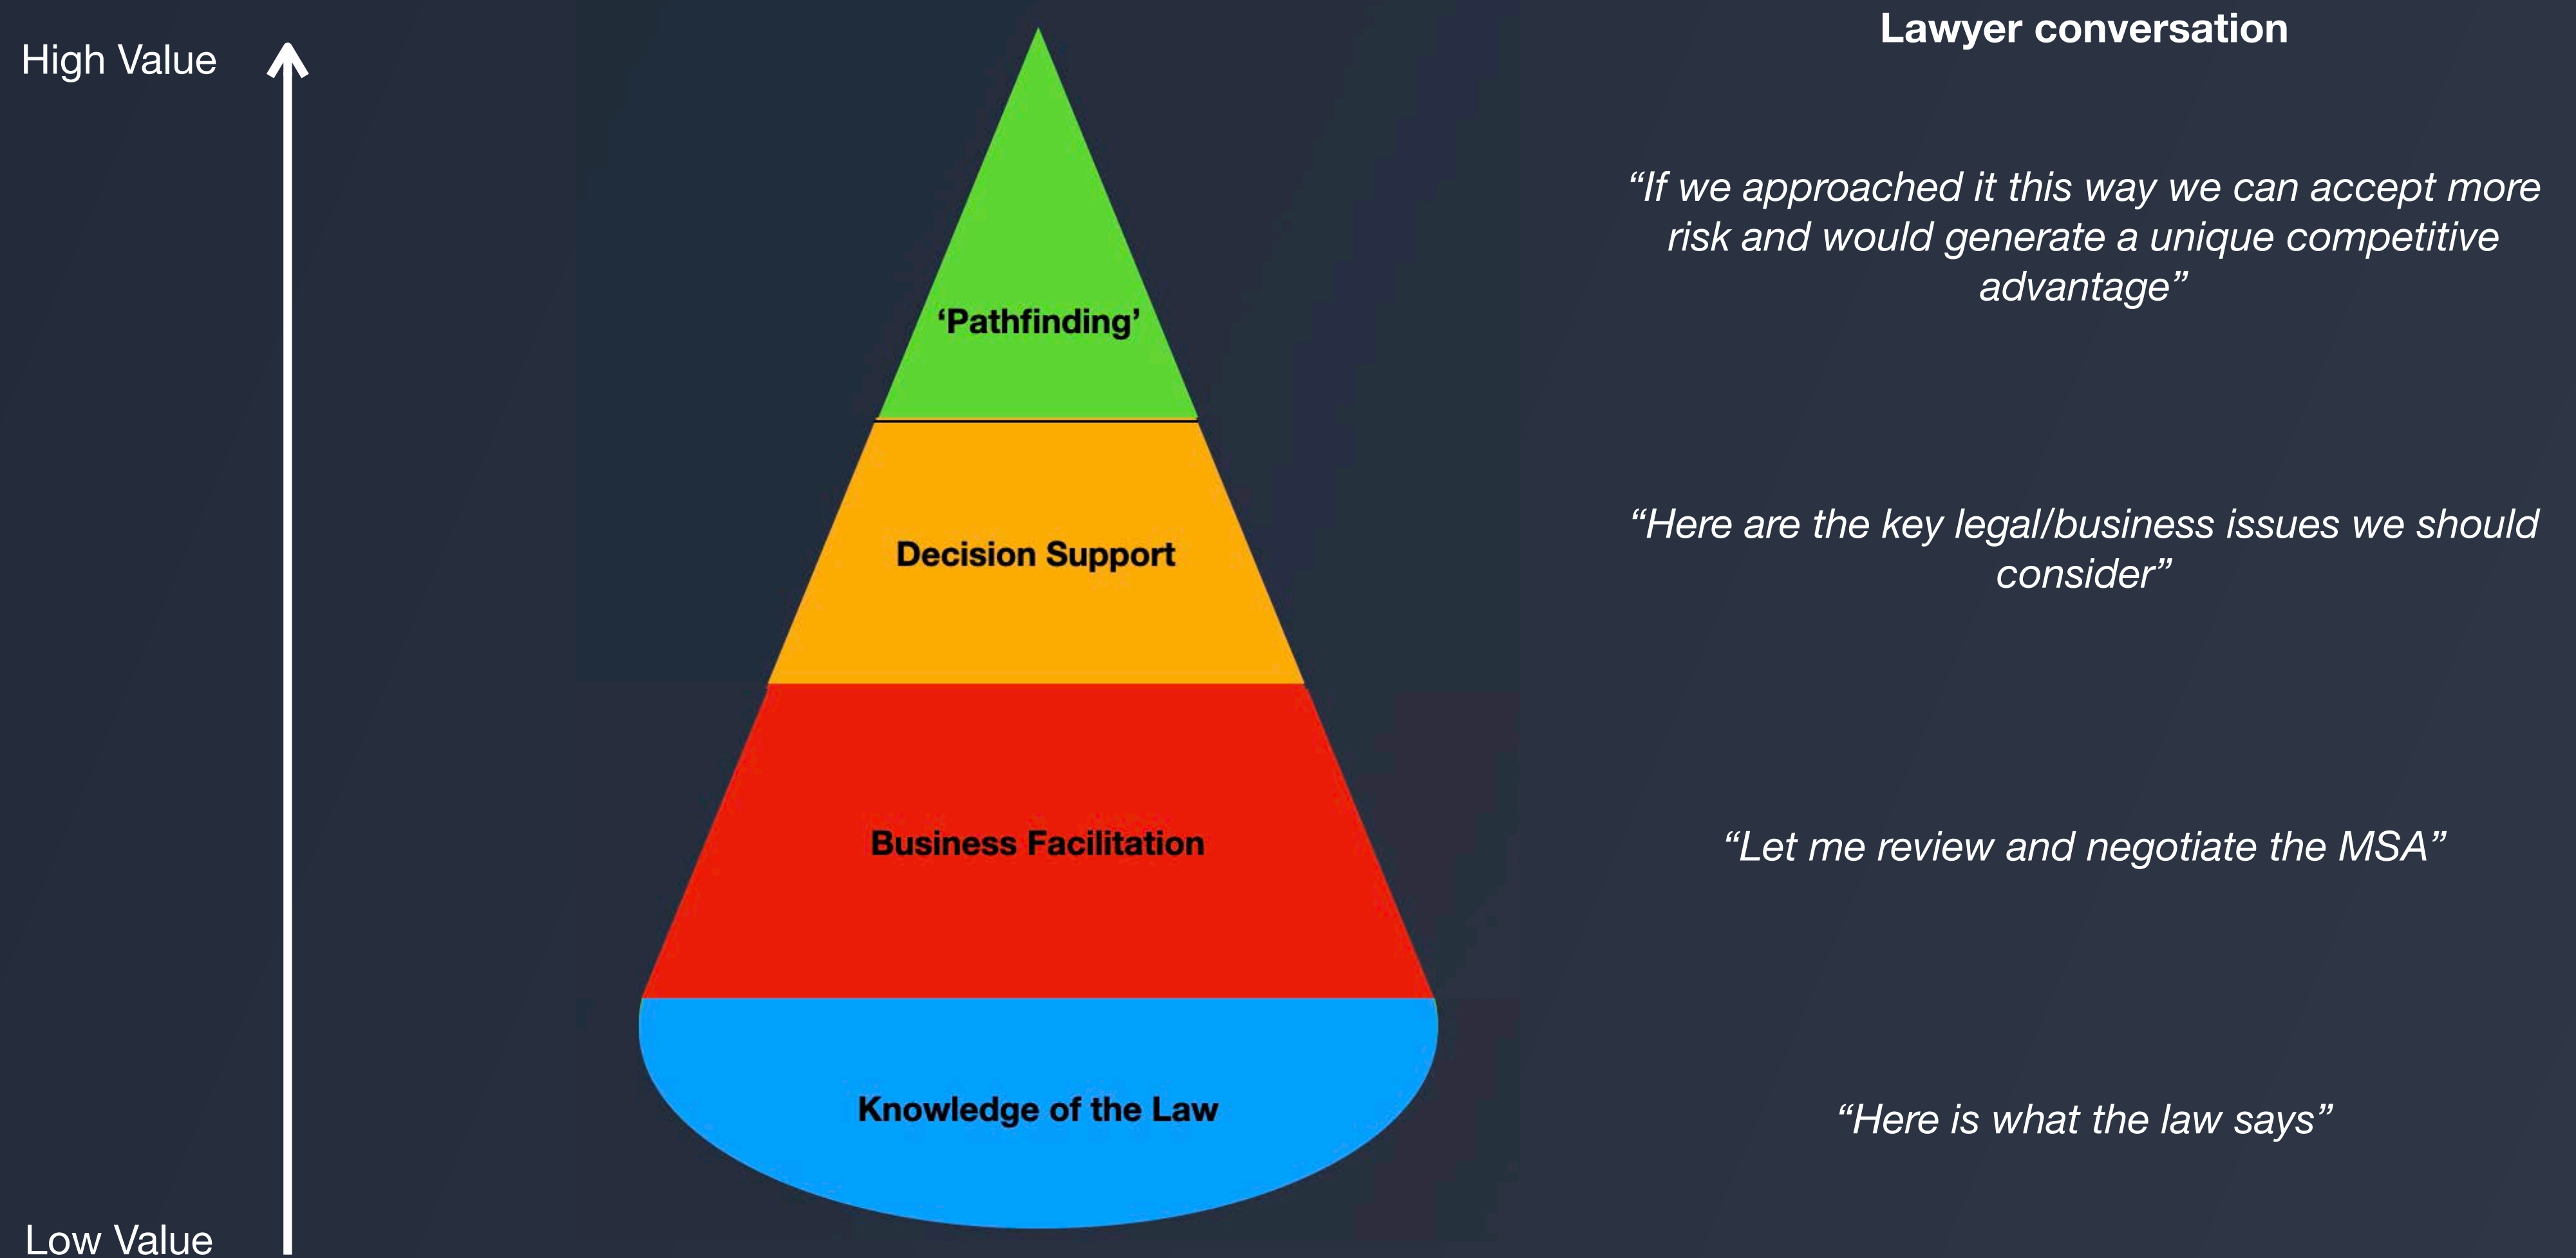 High Value
Lawyer conversation
“If we approached it this way we can accept more
risk and would generate a unique competitive
advantage”
‘Pathfinding’
“Here are the key legal/business issues we should
consider”
Decision Support
“Let me review and negotiate the MSA”
Business Facilitation
“Here is what the law says”
Knowledge of the Law
Low Value